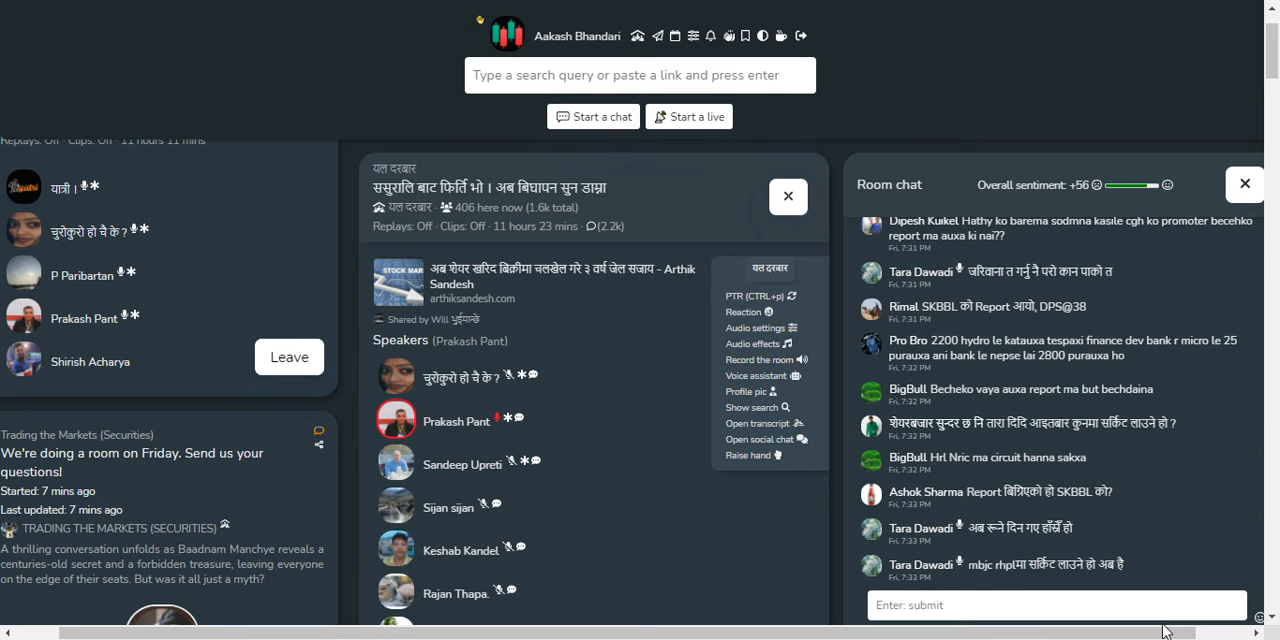 Aakash Bhandari
Type a search query or paste a link and press enter
Start a chat
Start a live
Replays: Off · Clips: Off · 11 hours 11 mins
यात्री ।
चुरोकुरो हो चै के ?
P Paribartan
Prakash Pant
Shirish Acharya
Leave
Trading the Markets (Securities)
We're doing a room on Friday. Send us your
questions!
Started: 7 mins ago
Last updated: 7 mins ago
TRADING THE MARKETS (SECURITIES)
A thrilling conversation unfolds as Baadnam Manchye reveals a
centuries-old secret and a forbidden treasure, leaving everyone
on the edge of their seats. But was it all just a myth?
यल दरबार
ससुरालि बाट फिर्ति भो । अब बिघापन सुन डाम्ना
यल दरबार · 406 here now (1.6k total)
Replays: Off · Clips: Off · 11 hours 23 mins · (2.2k)
STOCK MAR
अब शेयर खरिद बिक्रीमा चलखेल गरे ३ वर्ष जेल सजाय - Arthik
Sandesh
arthiksandesh.com
Shared by Will भुईमान्छे
Speakers (Prakash Pant)
चुरोकुरो हो चै के ?
Prakash Pant
Sandeep Upreti
Sijan sijan
Keshab Kandel
Rajan Thapa.
यल दरबार
PTR (CTRL+p)
Reaction
Audio settings
Audio effects
Record the room
Voice assistant
Profile pic
Show search
Open transcript
Open social chat
Raise hand
Room chat
Overall sentiment: +56
Dipesh Kuikel Hathy ko barema sodmna kasile cgh ko promoter becehko
report ma auxa ki nai??
Fri, 7:31 PM
Tara Dawadi जरिवाना त गर्नु नै परो कान पाको त
Fri, 7:31 PM
Rimal SKBBL को Report आयो, DPS@38
Fri, 7:31 PM
Pro Bro 2200 hydro le katauxa tespaxi finance dev bank r micro le 25
purauxa ani bank le nepse lai 2800 purauxa ho
Fri, 7:32 PM
BigBull Becheko vaya auxa report ma but bechdaina
Fri, 7:32 PM
शेयरबजार सुन्दर छ नि तारा दिदि आइतबार कुनमा सर्किट लाउने हो ?
Fri, 7:32 PM
BigBull Hrl Nric ma circuit hanna sakxa
Fri, 7:32 PM
Ashok Sharma Report बिग्रिएको हो SKBBL को?
Fri, 7:33 PM
Tara Dawadi अब रूने दिन गए हाँस्ने हो
Fri, 7:33 PM
Tara Dawadi mbjc rhplमा सर्किट लाउने हो अब है
Fri, 7:33 PM
Enter: submit